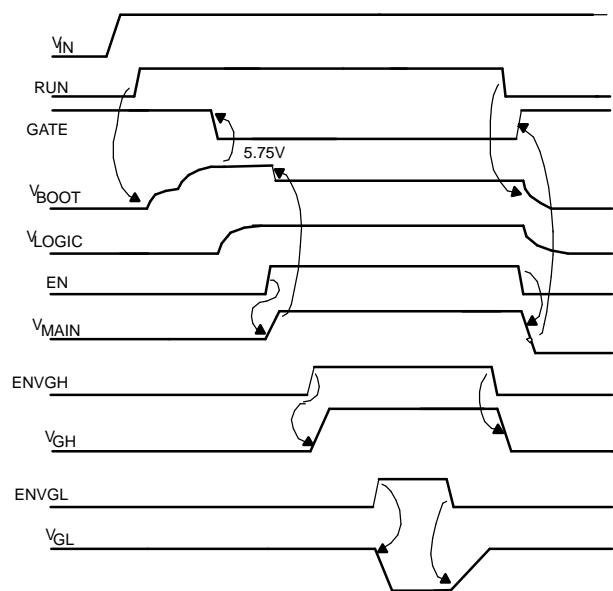 VIN
RUN
GATE
5.75V
VBOOT
VLOGIC
EN
VMAIN
ENVGH
VGH
ENVGL
VGL